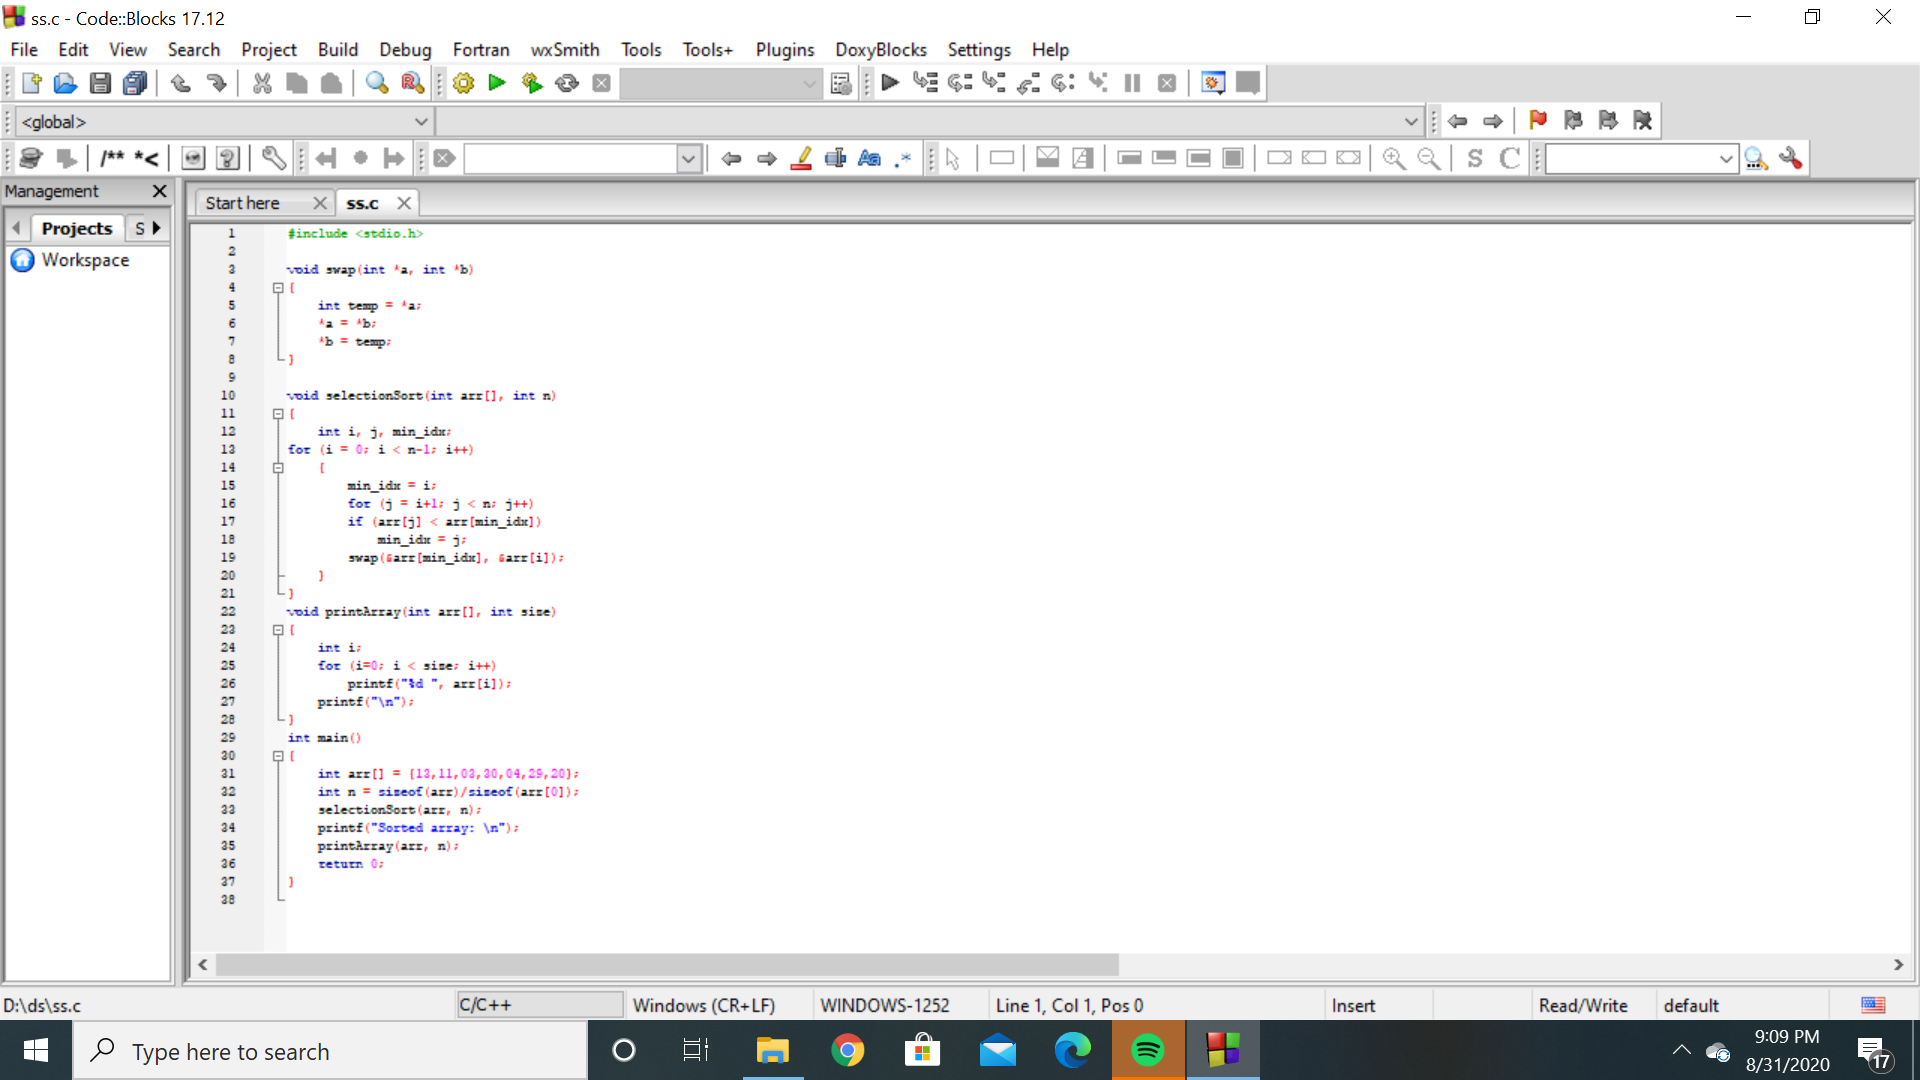 ss.c - Code::Blocks 17.12
File Edit View Search Project Build Debug Fortran wxSmith Tools Tools+ Plugins DoxyBlocks Settings Help
<global>
/** *<
Aa .*
S C
Management
Start here
ss.c
Projects
S
Workspace
1 #include <stdio.h>
2
3 void swap(int *a, int *b)
4 {
5 int temp = *a;
6 *a = *b;
7 *b = temp;
8 }
9
10 void selectionSort(int arr[], int n)
11 {
12 int i, j, min_idx;
13 for (i = 0; i < n-1; i++)
14 {
15 min_idx = i;
16 for (j = i+1; j < n; j++)
17 if (arr[j] < arr[min_idx])
18 min_idx = j;
19 swap(&arr[min_idx], &arr[i]);
20 }
21 }
22 void printArray(int arr[], int size)
23 {
24 int i;
25 for (i=0; i < size; i++)
26 printf("%d ", arr[i]);
27 printf("\n");
28 }
29 int main()
30 {
31 int arr[] = {13,11,03,30,04,29,20};
32 int n = sizeof(arr)/sizeof(arr[0]);
33 selectionSort(arr, n);
34 printf("Sorted array: \n");
35 printArray(arr, n);
36 return 0;
37 }
38
D:\ds\ss.c C/C++ Windows (CR+LF) WINDOWS-1252 Line 1, Col 1, Pos 0 Insert Read/Write default
Type here to search
9:09 PM
8/31/2020
17